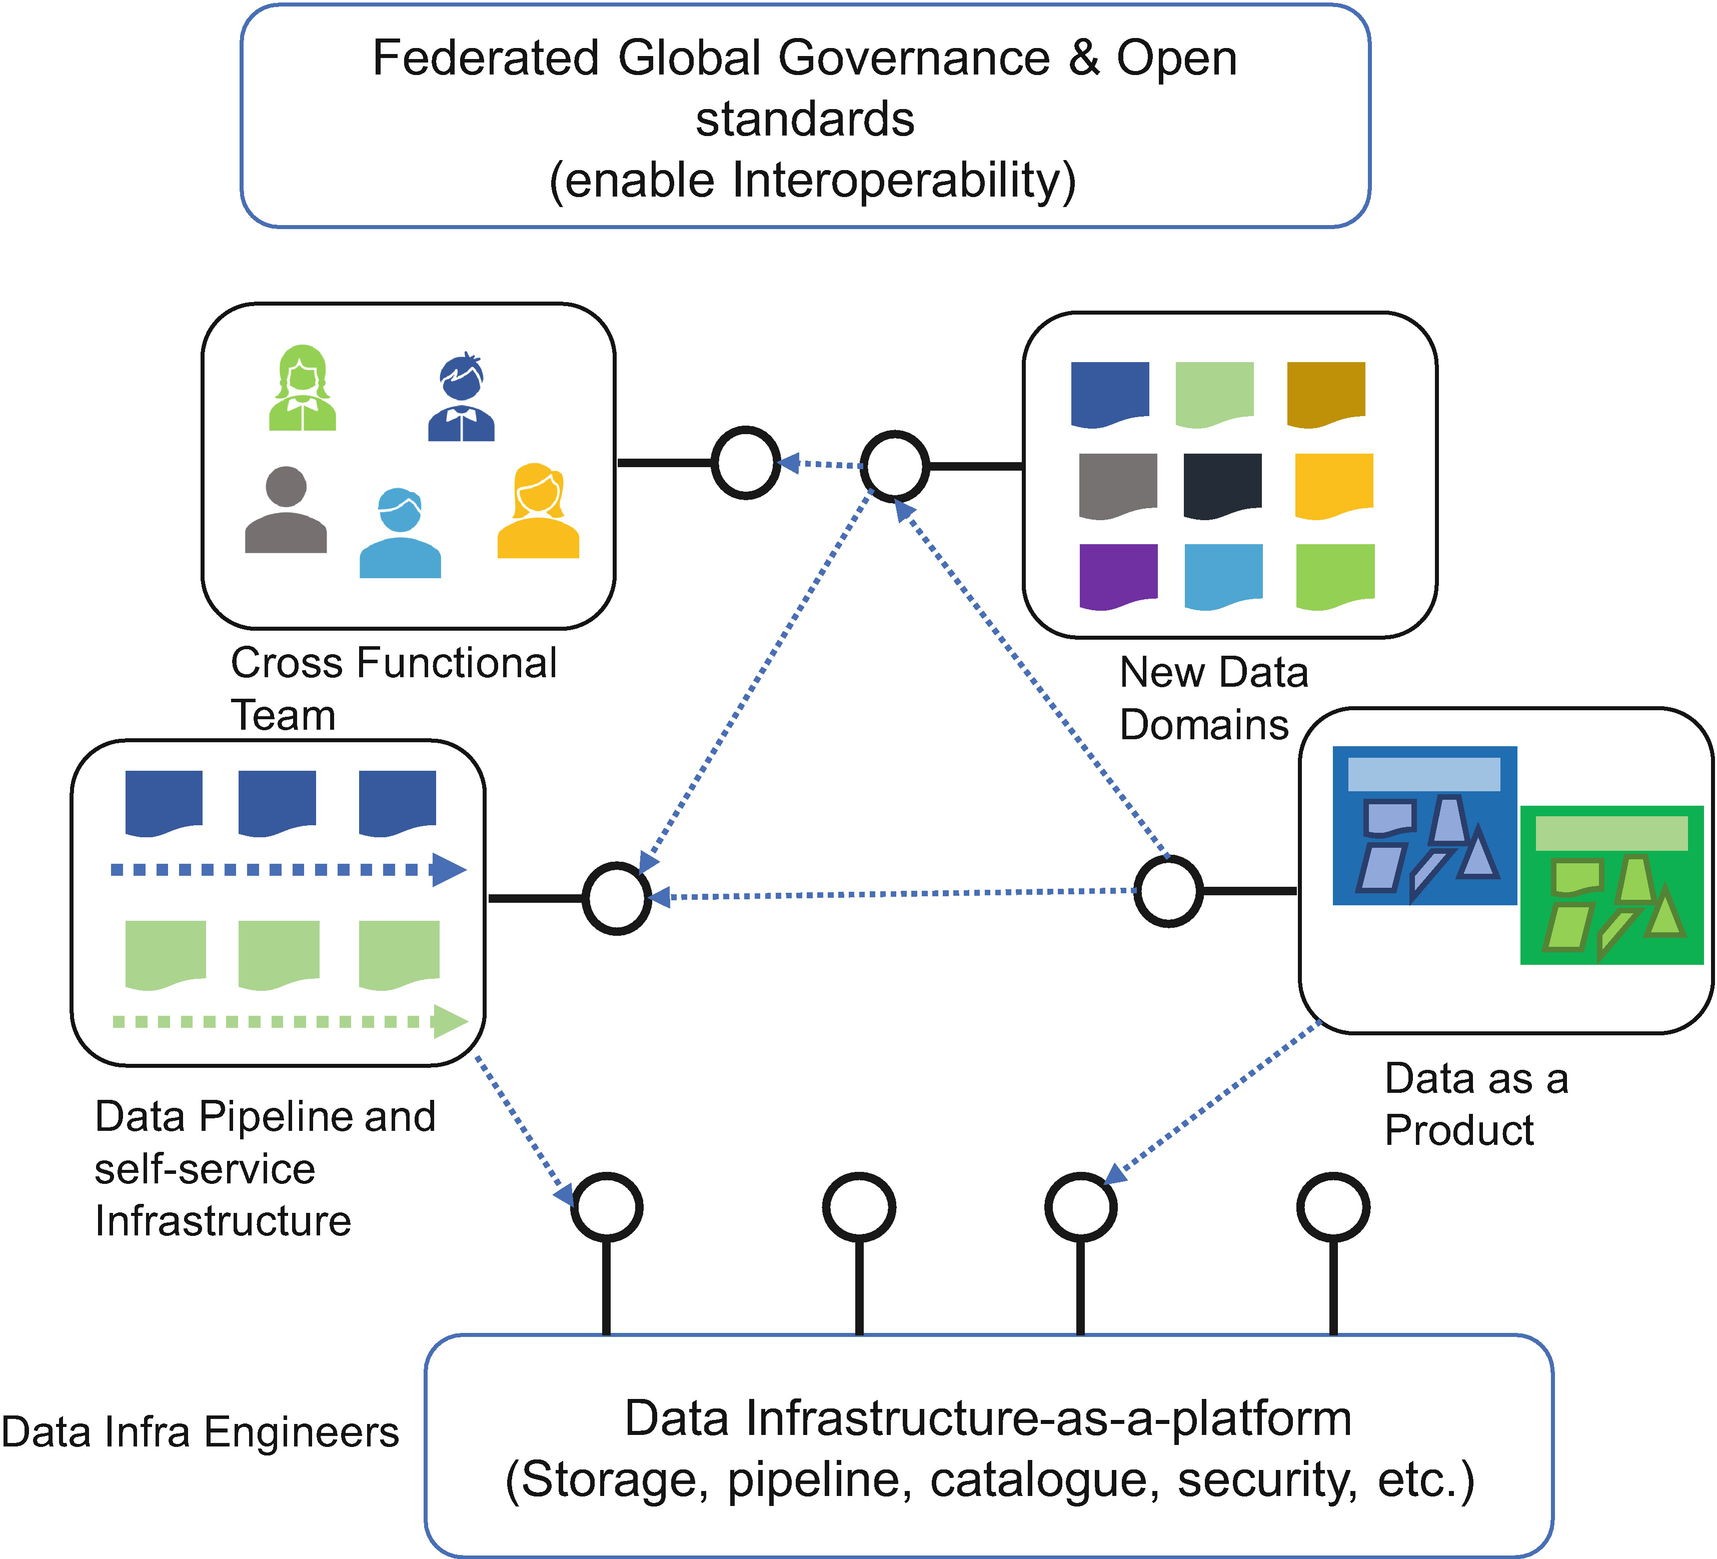 Federated Global Governance & Open
standards
(enable Interoperability)
Cross Functional
Team
New Data
Domains
Data Pipeline and
self-service
Infrastructure
Data as a
Product
Data Infra Engineers
Data Infrastructure-as-a-platform
(Storage, pipeline, catalogue, security, etc.)